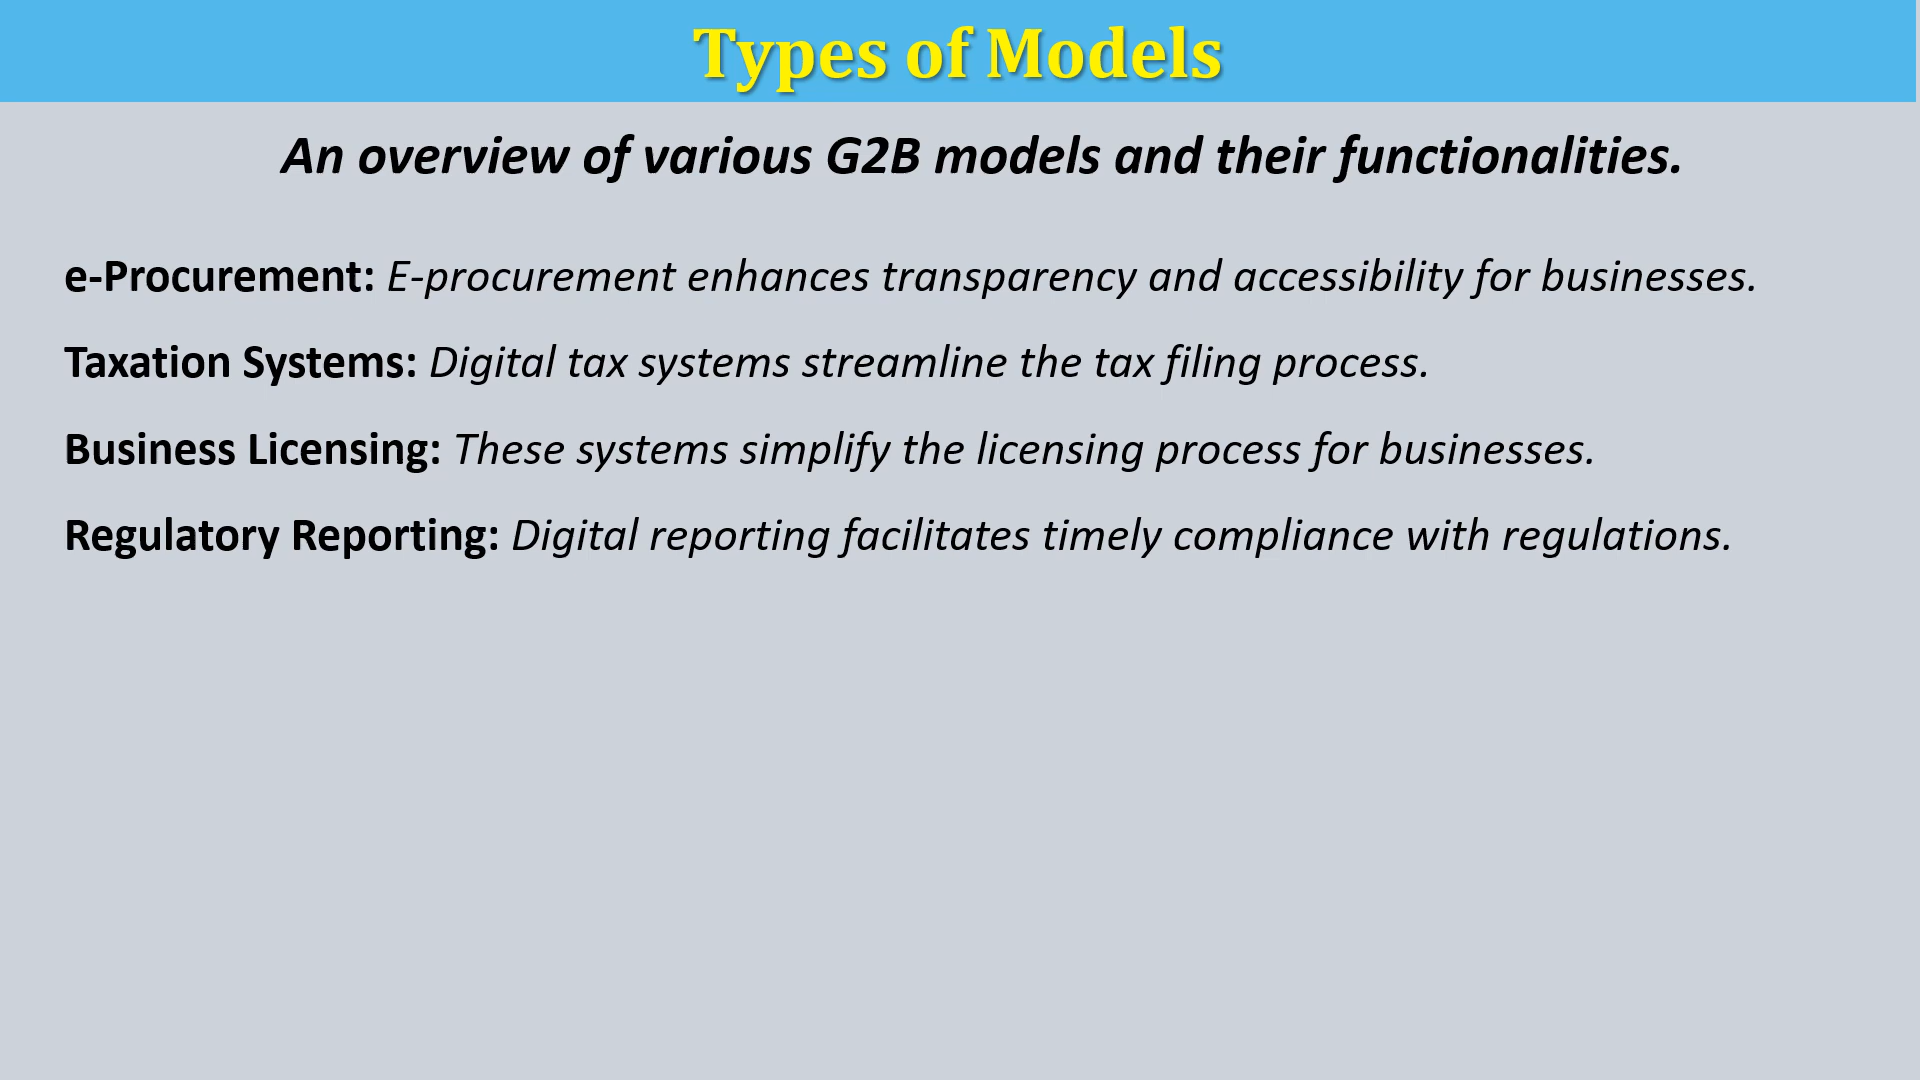 Types of Models
An overview of various G2B models and their functionalities.
e-Procurement: E-procurement enhances transparency and accessibility for businesses.
Taxation Systems: Digital tax systems streamline the tax filing process.
Business Licensing: These systems simplify the licensing process for businesses.
Regulatory Reporting: Digital reporting facilitates timely compliance with regulations.